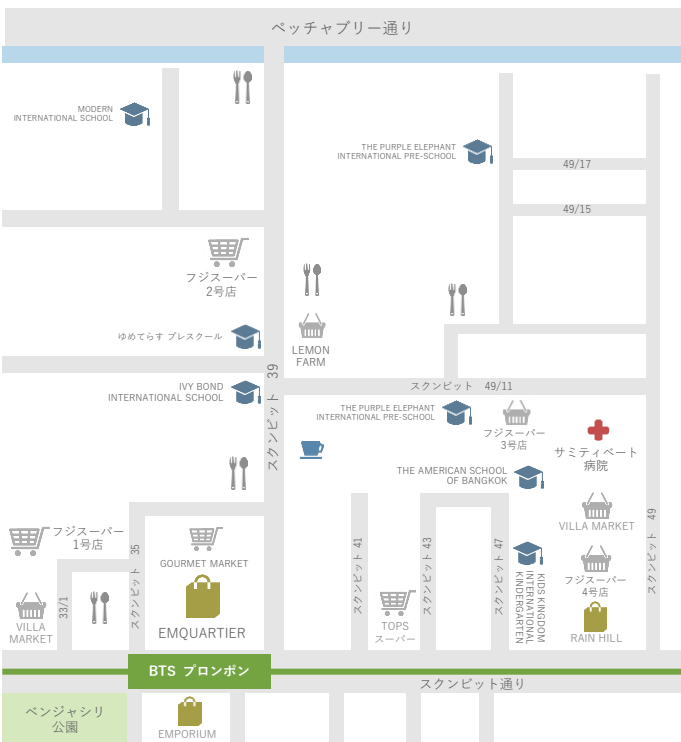 ペッチャブリー通り
MODERN
INTERNATIONAL SCHOOL
THE PURPLE ELEPHANT
INTERNATIONAL PRE-SCHOOL
49/17
49/15
フジスーパー
2号店
ゆめてらす プレスクール
LEMON
FARM
IVY BOND
INTERNATIONAL SCHOOL
スクンビット 39
スクンビット 49/11
THE PURPLE ELEPHANT
INTERNATIONAL PRE-SCHOOL
フジスーパー
3号店
サミティベート
病院
THE AMERICAN SCHOOL
OF BANGKOK
VILLA MARKET
フジスーパー
1号店
スクンビット 35
GOURMET MARKET
スクンビット 41
スクンビット 43
スクンビット 47
スクンビット 49
KIDS KINGDOM
INTERNATIONAL
KINDERGARTEN
フジスーパー
4号店
33/1
VILLA
MARKET
EMQUARTIER
TOPS
スーパー
RAIN HILL
BTS プロンポン
スクンビット通り
ベンジャシリ
公園
EMPORIUM